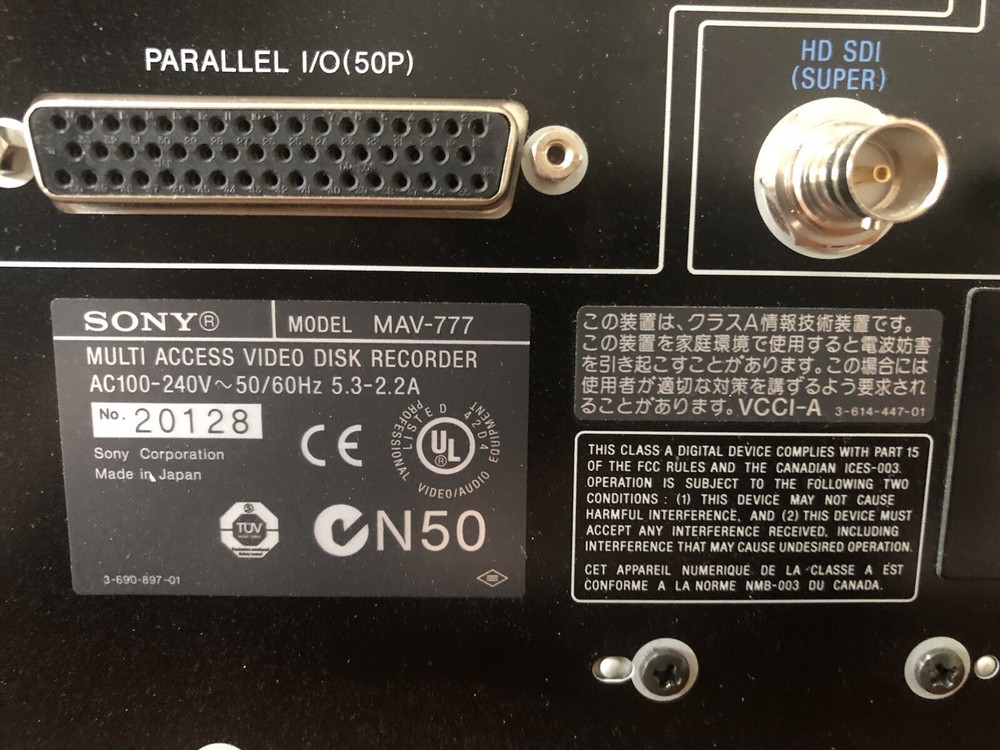 PARALLEL I/O(50P)
HD SDI
(SUPER)
SONY®
MODEL MAV-777
MULTI ACCESS VIDEO DISK RECORDER
AC100-240V～50/60Hz 5.3-2.2A
No. 20128
Sony Corporation
Made in Japan
CE
LISTED 42D4
PROFESSIONAL VIDEO/AUDIO EQUIPMENT
UL®
TÜV
N50
3-690-897-01
この装置は、クラスA情報技術装置です。
この装置を家庭環境で使用すると電波妨害
を引き起こすことがあります。この場合には
使用者が適切な対策を講ずるよう要求され
ることがあります。VCCI-A 3-614-447-01
THIS CLASS A DIGITAL DEVICE COMPLIES WITH PART 15
OF THE FCC RULES AND THE CANADIAN ICES-003.
OPERATION IS SUBJECT TO THE FOLLOWING TWO
CONDITIONS : (1) THIS DEVICE MAY NOT CAUSE
HARMFUL INTERFERENCE, AND (2) THIS DEVICE MUST
ACCEPT ANY INTERFERENCE RECEIVED, INCLUDING
INTERFERENCE THAT MAY CAUSE UNDESIRED OPERATION.
CET APPAREIL NUMERIQUE DE LA CLASSE A EST
CONFORME A LA NORME NMB-003 DU CANADA.